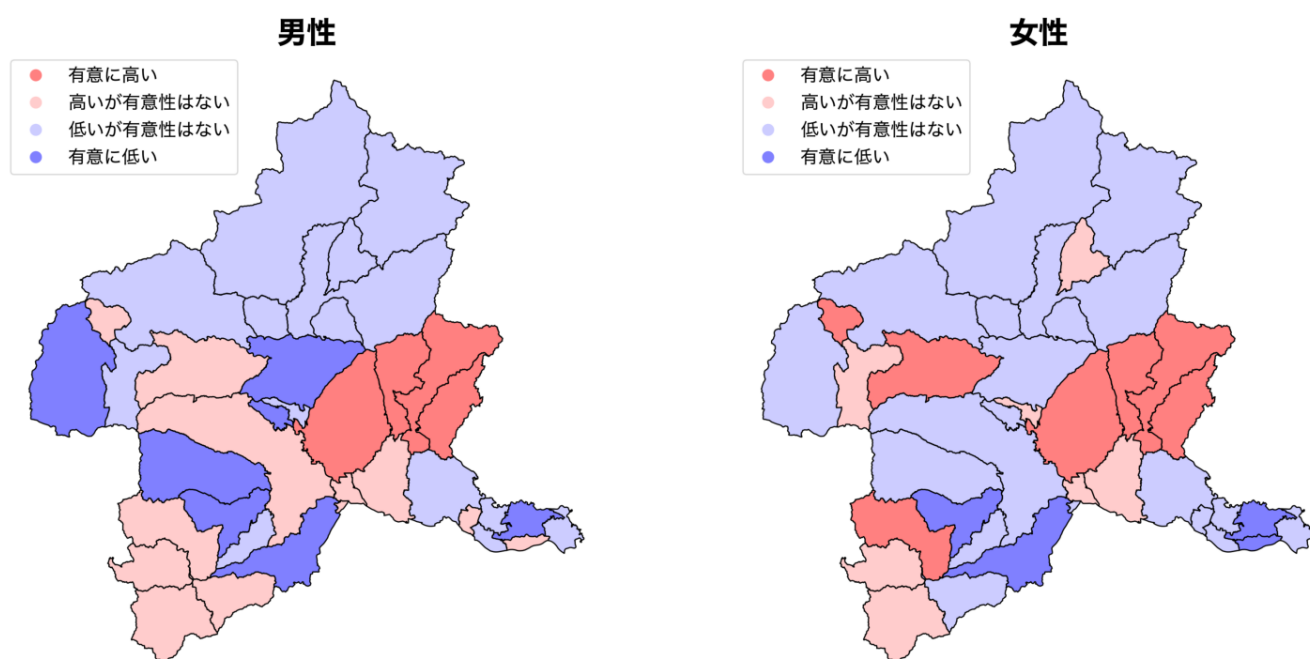 男性
有意に高い
高いが有意性はない
低いが有意性はない
有意に低い
女性
有意に高い
高いが有意性はない
低いが有意性はない
有意に低い